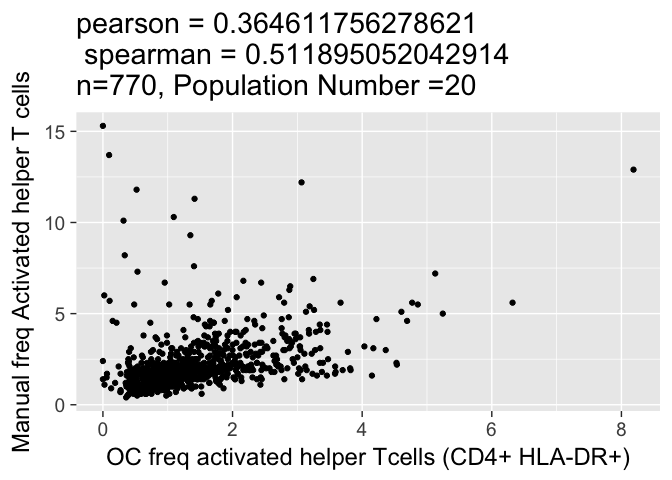 pearson = 0.364611756278621
spearman = 0.511895052042914
n=770, Population Number =20
Manual freq Activated helper T cells
15
10
5
0
0 2 4 6 8
OC freq activated helper Tcells (CD4+ HLA-DR+)